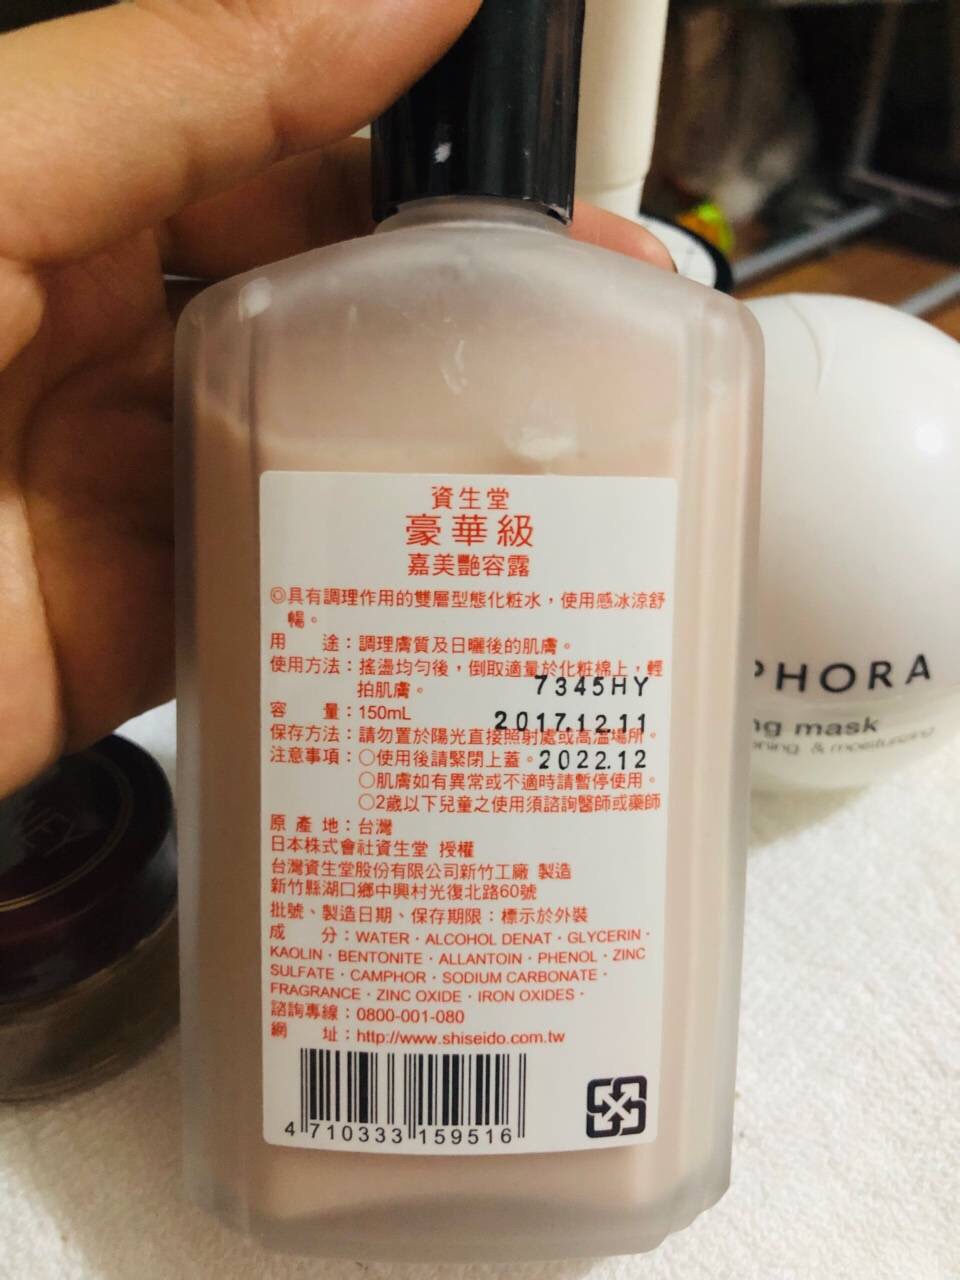 資生堂
豪華級
嘉美艷容露
◎具有調理作用的雙層型態化粧水，使用感冰涼舒
暢。
用　　途：調理膚質及日曬後的肌膚。
使用方法：搖盪均勻後，倒取適量於化粧棉上，輕
拍肌膚。
7345HY
容　　量：150mL
2017.12.11
保存方法：請勿置於陽光直接照射處或高溫場所。
注意事項：○使用後請緊閉上蓋。
2022.12
○肌膚如有異常或不適時請暫停使用。
○2歲以下兒童之使用須諮詢醫師或藥師
原 產 地：台灣
日本株式會社資生堂 授權
台灣資生堂股份有限公司新竹工廠 製造
新竹縣湖口鄉中興村光復北路60號
批號、製造日期、保存期限：標示於外裝
成　　分：WATER · ALCOHOL DENAT · GLYCERIN ·
KAOLIN · BENTONITE · ALLANTOIN · PHENOL · ZINC
SULFATE · CAMPHOR · SODIUM CARBONATE ·
FRAGRANCE · ZINC OXIDE · IRON OXIDES ·
諮詢專線：0800-001-080
網　　址：http://www.shiseido.com.tw
4 710333 159516
PHORA
ng mask
ning & moisturizing